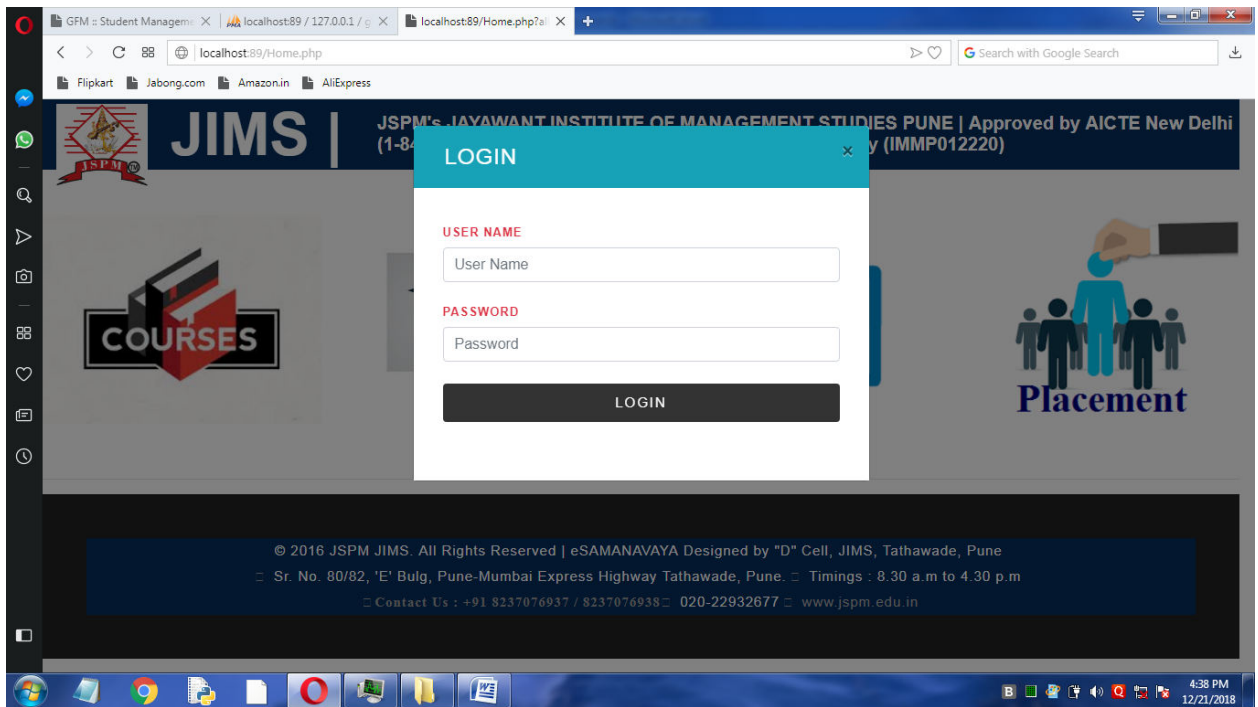 GFM :: Student Manageme
localhost:89 / 127.0.0.1 / g
localhost:89/Home.php?al
localhost:89/Home.php
Search with Google Search
Flipkart Jabong.com Amazon.in AliExpress
JSPM
JIMS |
JSPM's JAYAWANT INSTITUTE OF MANAGEMENT STUDIES PUNE | Approved by AICTE New Delhi
(1-84 y (IMMP012220)
LOGIN ×
USER NAME
User Name
PASSWORD
Password
LOGIN
COURSES
Placement
© 2016 JSPM JIMS. All Rights Reserved | eSAMANAVAYA Designed by "D" Cell, JIMS, Tathawade, Pune
Sr. No. 80/82, 'E' Bulg, Pune-Mumbai Express Highway Tathawade, Pune. Timings : 8.30 a.m to 4.30 p.m
Contact Us : +91 8237076937 / 8237076938 020-22932677 www.jspm.edu.in
4:38 PM
12/21/2018